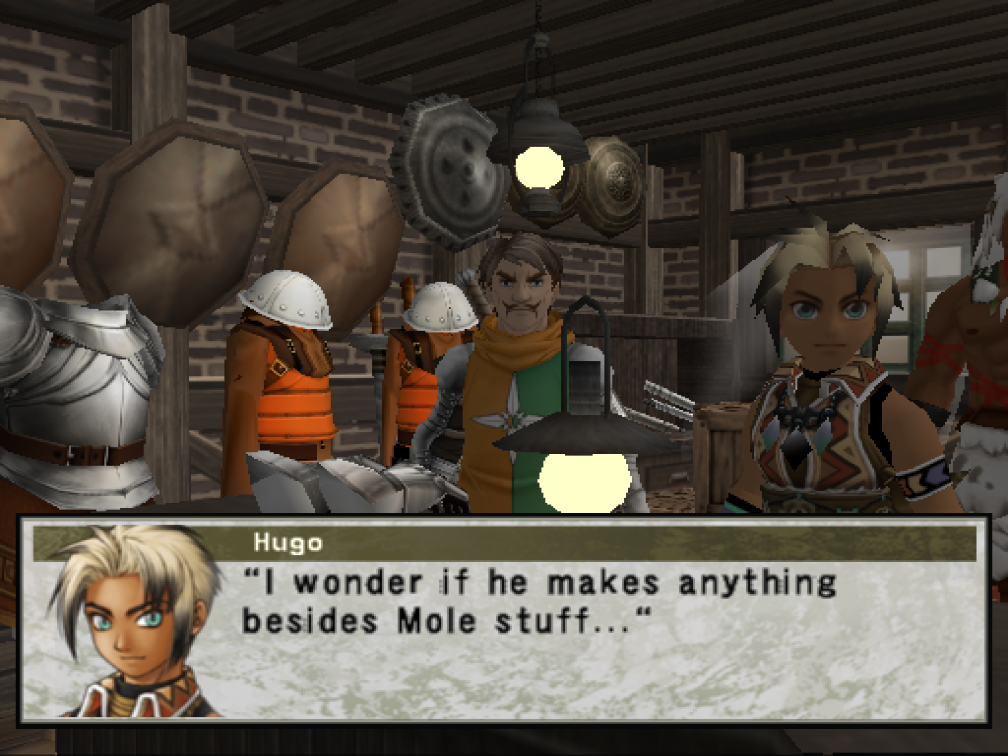 Hugo
“I wonder if he makes anything
besides Mole stuff...“